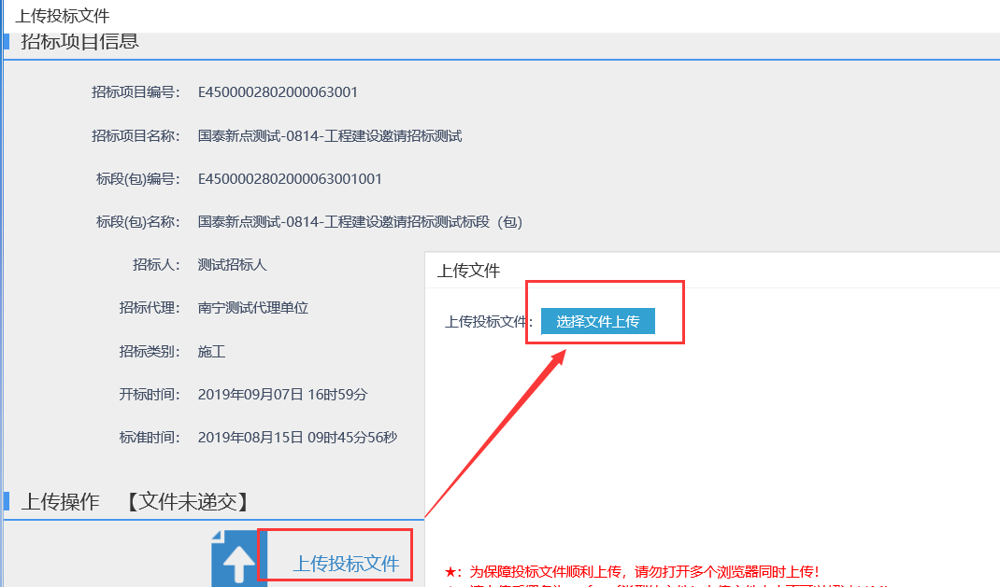 上传投标文件
招标项目信息
招标项目编号： E4500002802000063001
招标项目名称： 国泰新点测试-0814-工程建设邀请招标测试
标段(包)编号： E4500002802000063001001
标段(包)名称： 国泰新点测试-0814-工程建设邀请招标测试标段（包）
招标人： 测试招标人
招标代理： 南宁测试代理单位
招标类别： 施工
开标时间： 2019年09月07日 16时59分
标准时间： 2019年08月15日 09时45分56秒
上传操作 【文件未递交】
上传投标文件
上传文件
上传投标文件： 选择文件上传
★：为保障投标文件顺利上传，请勿打开多个浏览器同时上传！